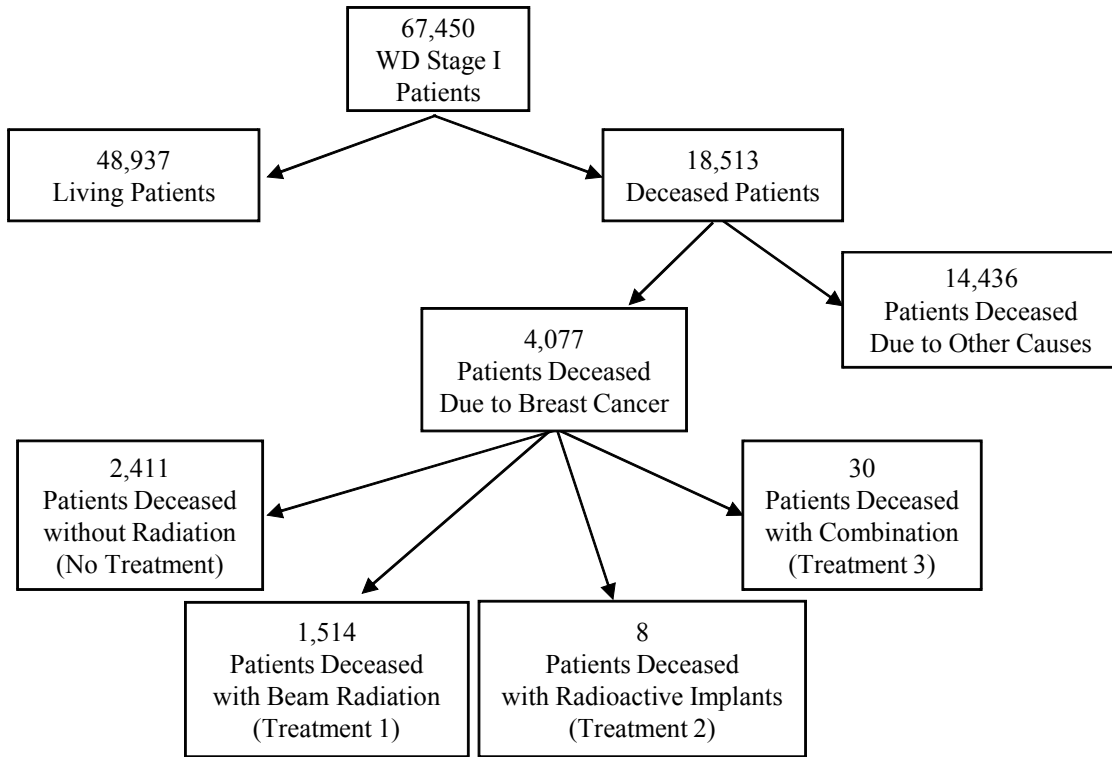 67,450
WD Stage I
Patients
48,937
Living Patients
18,513
Deceased Patients
14,436
Patients Deceased
Due to Other Causes
4,077
Patients Deceased
Due to Breast Cancer
2,411
Patients Deceased
without Radiation
(No Treatment)
30
Patients Deceased
with Combination
(Treatment 3)
1,514
Patients Deceased
with Beam Radiation
(Treatment 1)
8
Patients Deceased
with Radioactive Implants
(Treatment 2)